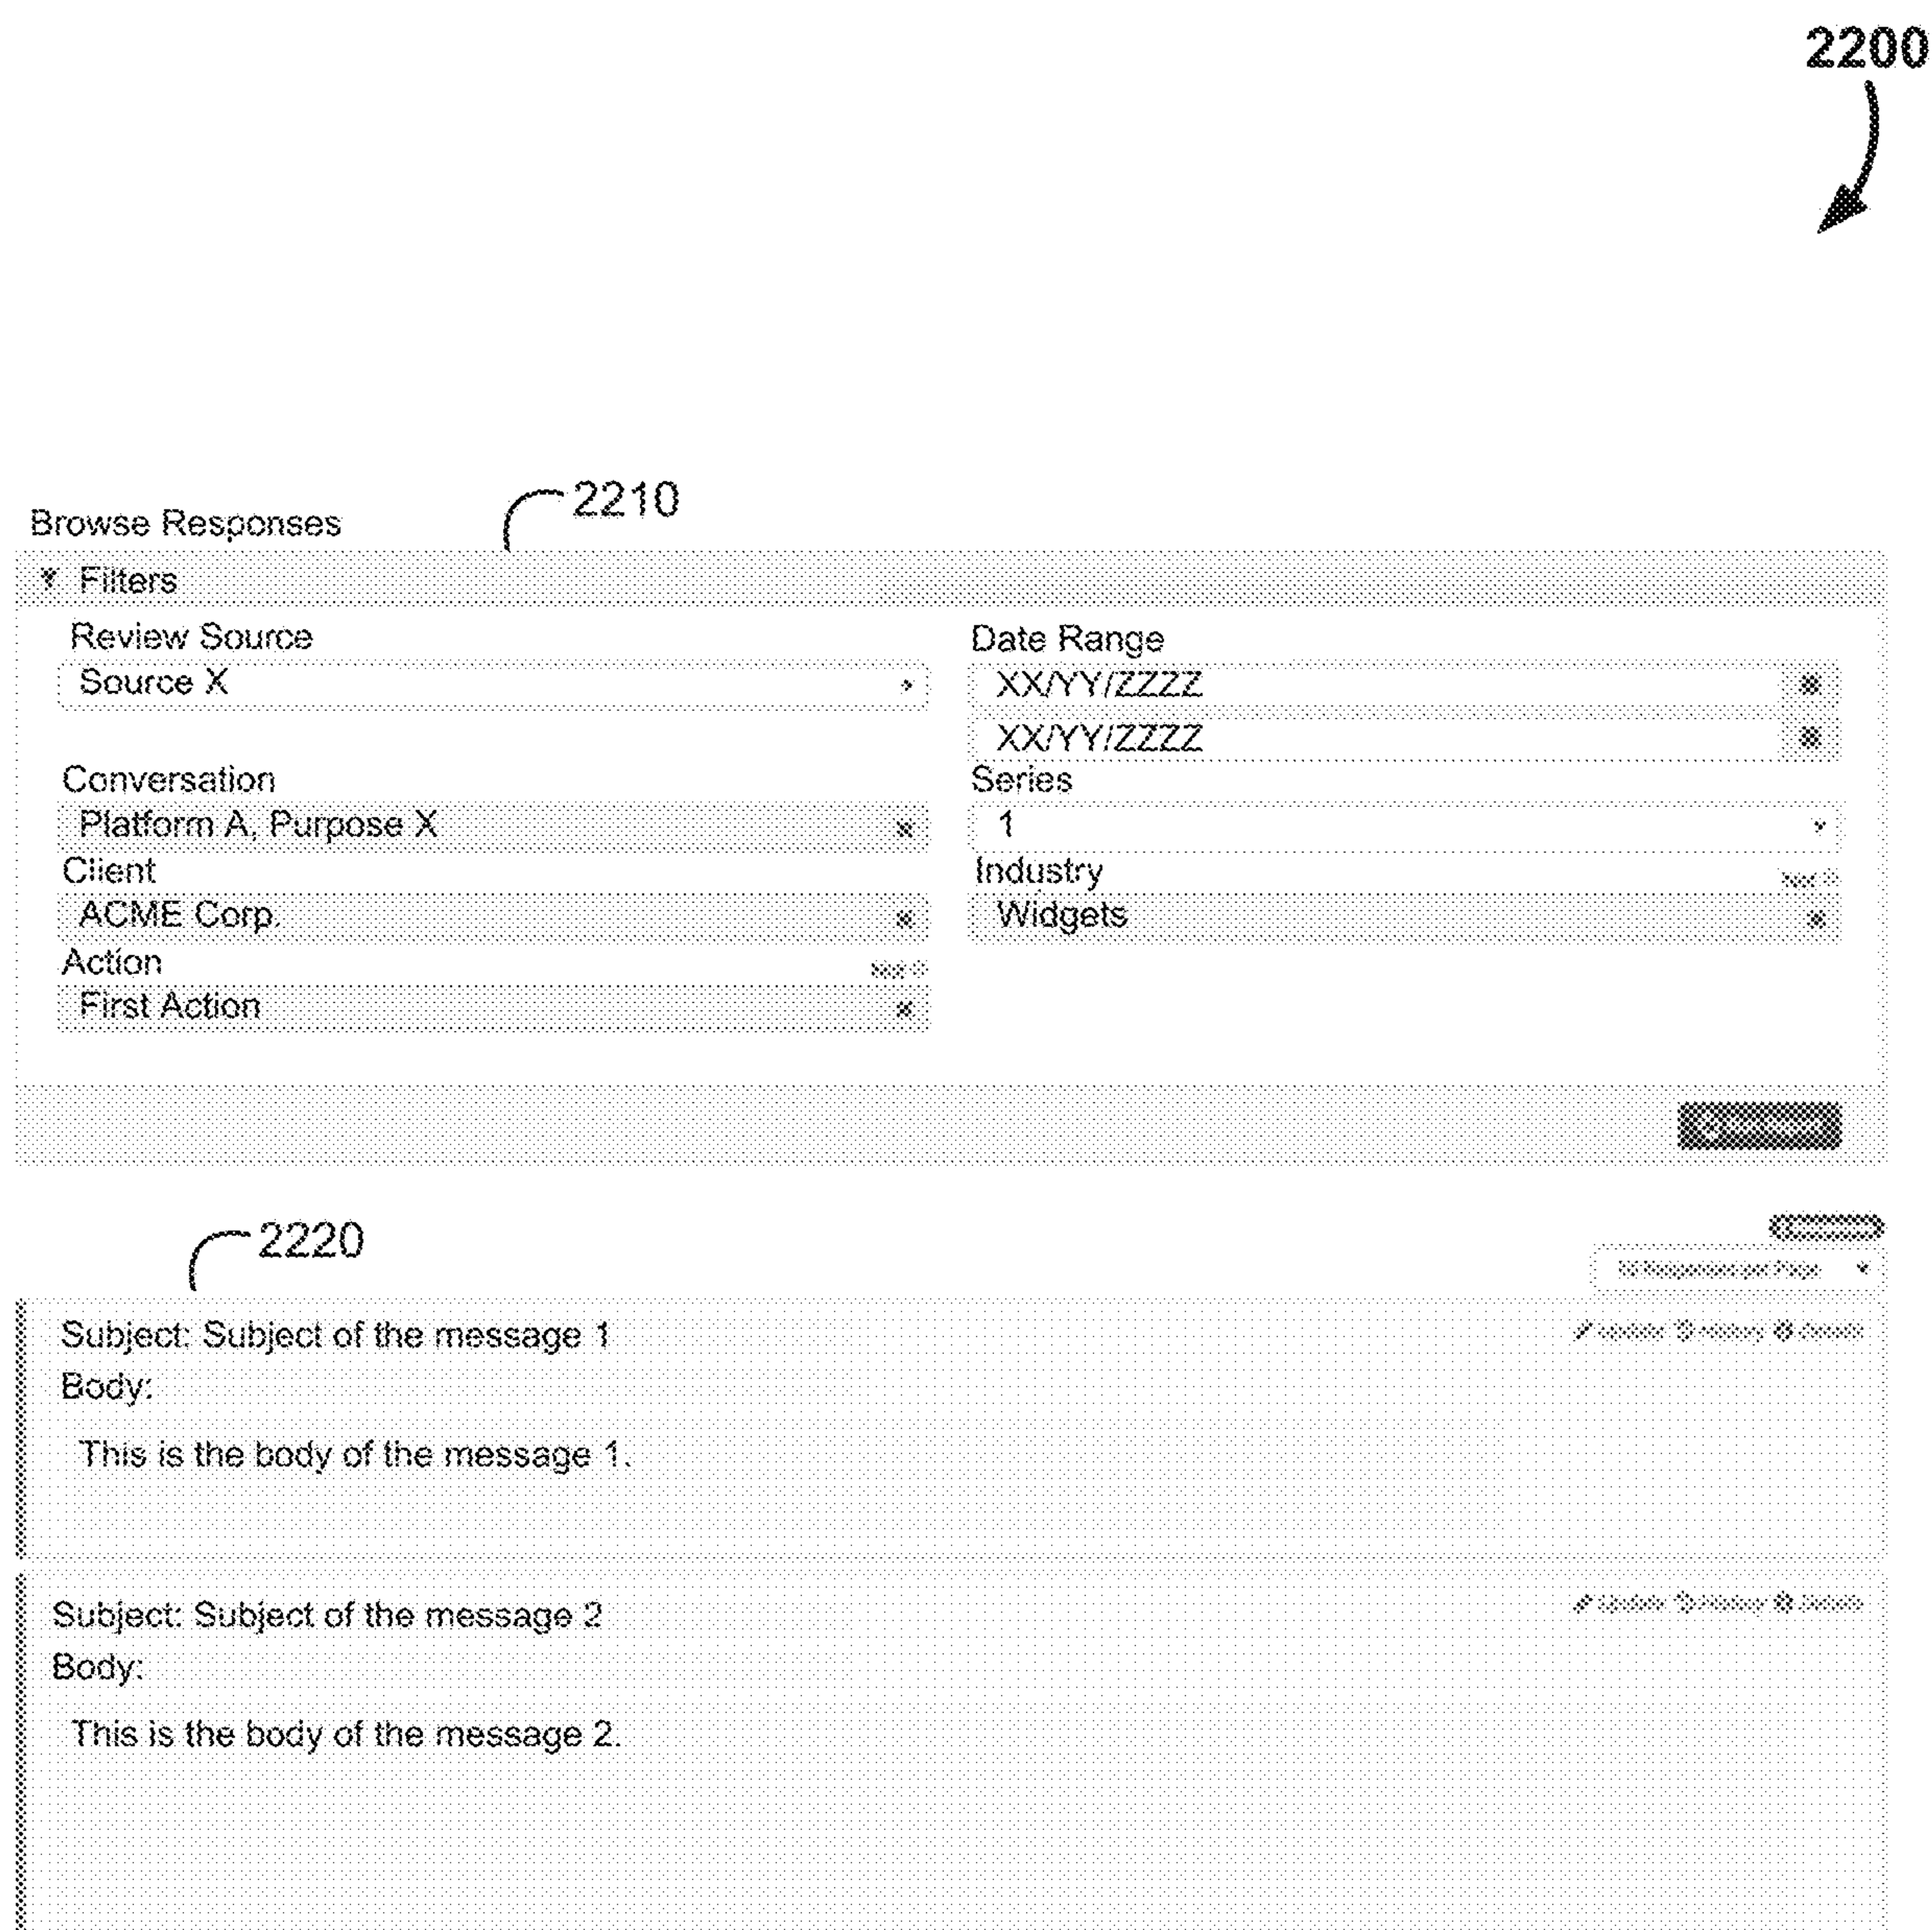 2200
2210
Browse Responses
Filters
Review Source
Date Range
Source X
XX/YY/ZZZZ
XX/YY/ZZZZ
Conversation
Series
Platform A, Purpose X
1
Client
Industry
ACME Corp.
Widgets
Action
First Action
2220
Subject: Subject of the message 1
Body:
This is the body of the message 1.
Subject: Subject of the message 2
Body:
This is the body of the message 2.